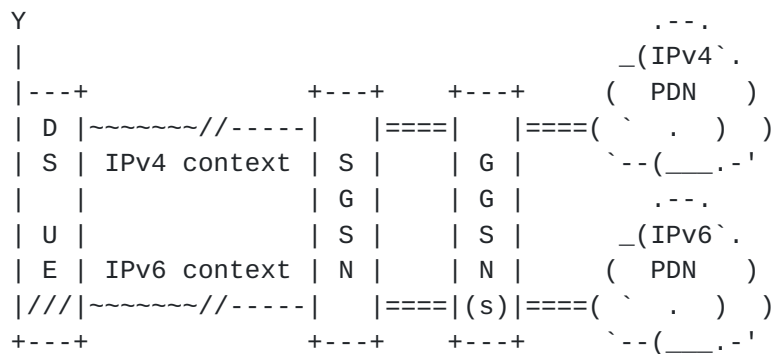 Y                                       .--.
|                                     _(IPv4`.
|---+              +---+    +---+     (  PDN   )
| D |~~~~~~~//-----|   |====|   |====( `  .  )  )
| S | IPv4 context | S |    | G |     `--(___.-'
|   |              | G |    | G |        .--.
| U |              | S |    | S |      _(IPv6`.
| E | IPv6 context | N |    | N |     (  PDN   )
|///|~~~~~~~//-----|   |====|(s)|====( `  .  )  )
+---+              +---+    +---+     `--(___.-'